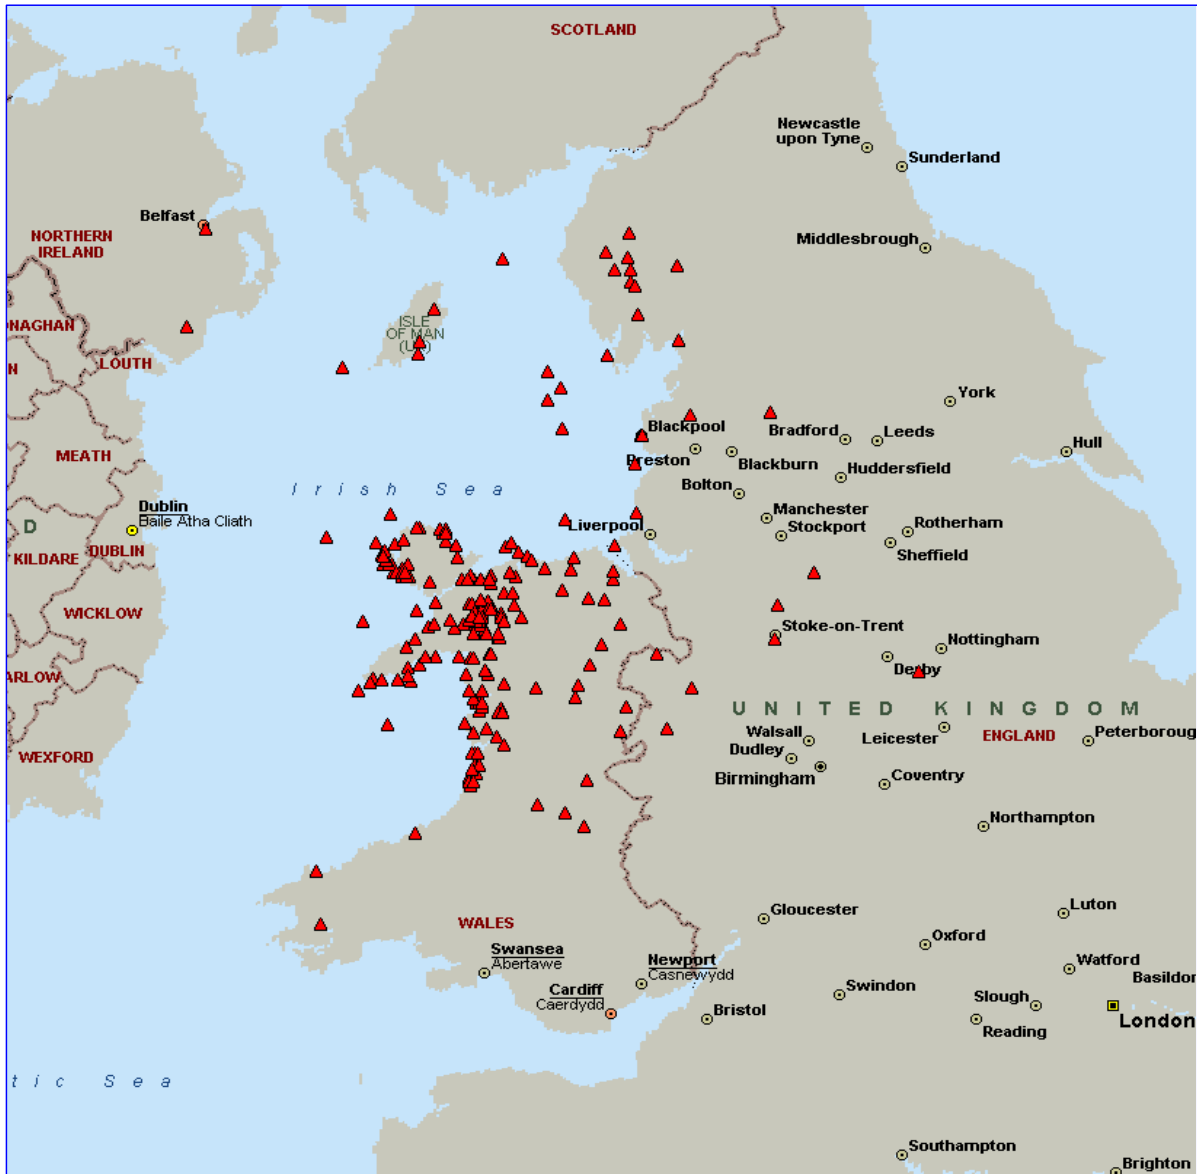 SCOTLAND
Newcastle
upon Tyne
Sunderland
Belfast
NORTHERN
IRELAND
Middlesbrough
ISLE
OF MAN
(UK)
NAGHAN
LOUTH
N
York
Blackpool
Bradford
Leeds
Hull
MEATH
Preston
Blackburn
Huddersfield
Irish Sea
Bolton
Dublin
Baile Átha Cliath
Manchester
Liverpool
Stockport
Rotherham
D
DUBLIN
KILDARE
Sheffield
WICKLOW
Stoke-on-Trent
Nottingham
Derby
ARLOW
UNITED KINGDOM
Walsall
Leicester
ENGLAND
Peterboroug
WEXFORD
Dudley
Birmingham
Coventry
Northampton
Gloucester
Luton
WALES
Oxford
Swansea
Abertawe
Newport
Casnewydd
Watford
Basildon
Cardiff
Caerdydd
Swindon
Slough
Bristol
Reading
London
tic Sea
Southampton
Brighton